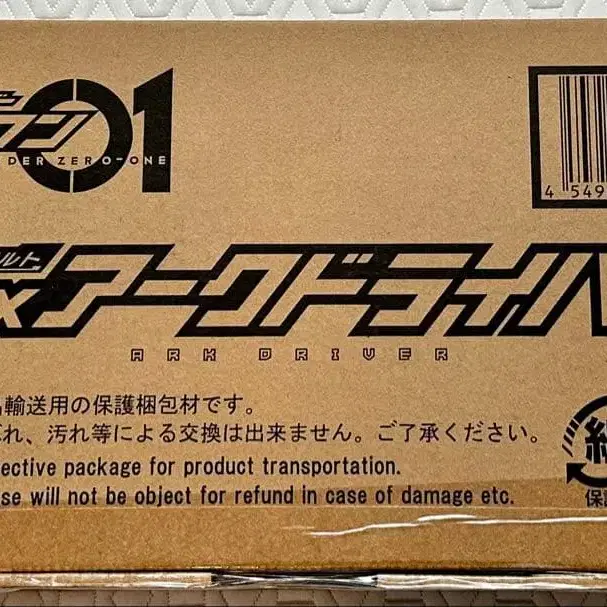 01
DER ZERO-ONE
4 549
ルト
アークドライ
ARK DRIVER
輸送用の保護梱包材です。
れ、汚れ等による交換は出来ません。ご了承ください。
ective package for product transportation.
se will not be object for refund in case of damage etc.